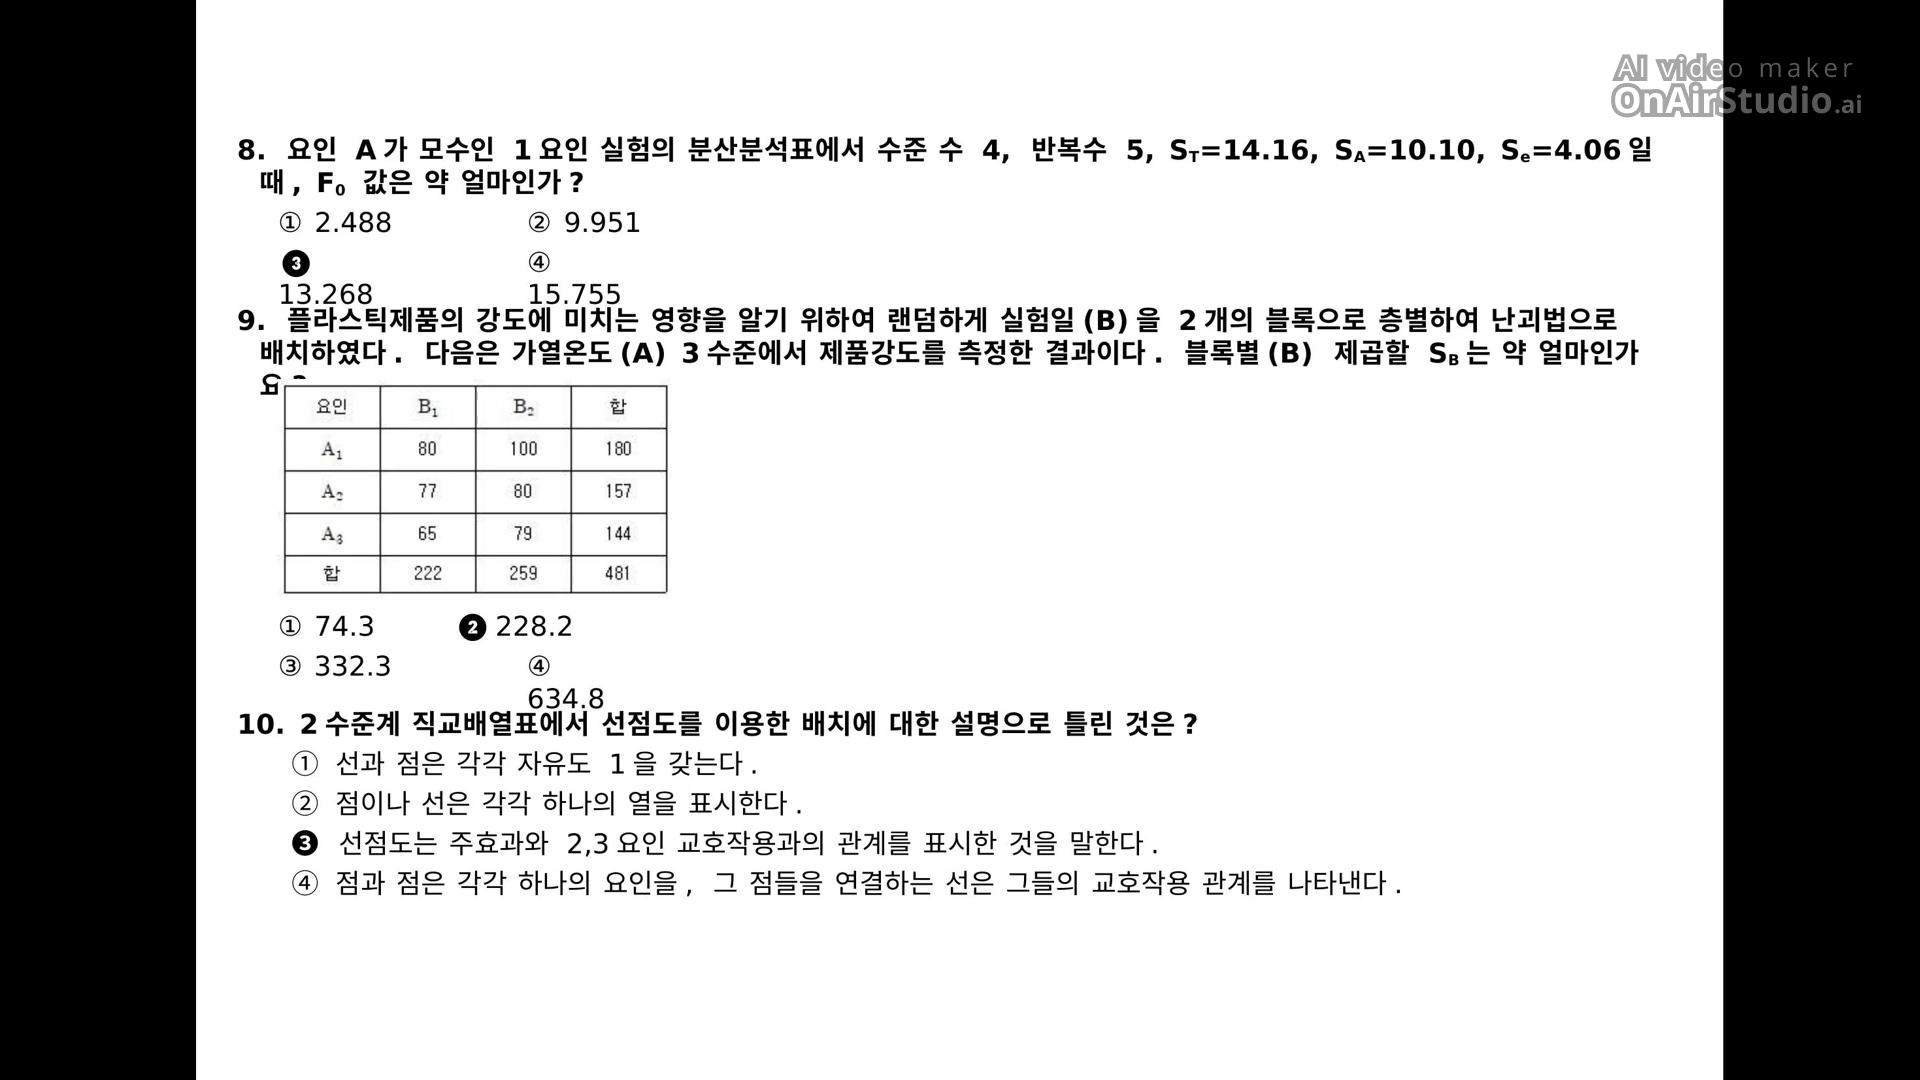 AI video maker
OnAirStudio.ai
8. 요인 A가 모수인 1요인 실험의 분산분석표에서 수준 수 4, 반복수 5, Sₜ=14.16, Sₐ=10.10, Sₑ=4.06일
때, F₀ 값은 약 얼마인가?
① 2.488 ② 9.951
❸ ④
13.268 15.755
9. 플라스틱제품의 강도에 미치는 영향을 알기 위하여 랜덤하게 실험일(B)을 2개의 블록으로 층별하여 난괴법으로
배치하였다. 다음은 가열온도(A) 3수준에서 제품강도를 측정한 결과이다. 블록별(B) 제곱할 S_B는 약 얼마인가
요?
요인 B₁ B₂ 합
A₁ 80 100 180
A₂ 77 80 157
A₃ 65 79 144
합 222 259 481
① 74.3 ❷ 228.2
③ 332.3 ④
634.8
10. 2수준계 직교배열표에서 선점도를 이용한 배치에 대한 설명으로 틀린 것은?
① 선과 점은 각각 자유도 1을 갖는다.
② 점이나 선은 각각 하나의 열을 표시한다.
❸ 선점도는 주효과와 2,3요인 교호작용과의 관계를 표시한 것을 말한다.
④ 점과 점은 각각 하나의 요인을, 그 점들을 연결하는 선은 그들의 교호작용 관계를 나타낸다.